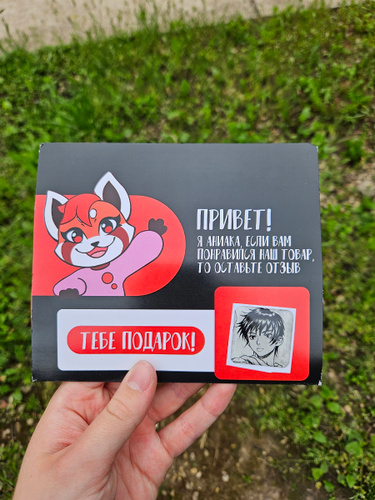 ПРИВЕТ!
Я АНИАКА, ЕСЛИ ВАМ
ПОНРАВИЛСЯ НАШ ТОВАР,
ТО ОСТАВЬТЕ ОТЗЫВ
ТЕБЕ ПОДАРОК!